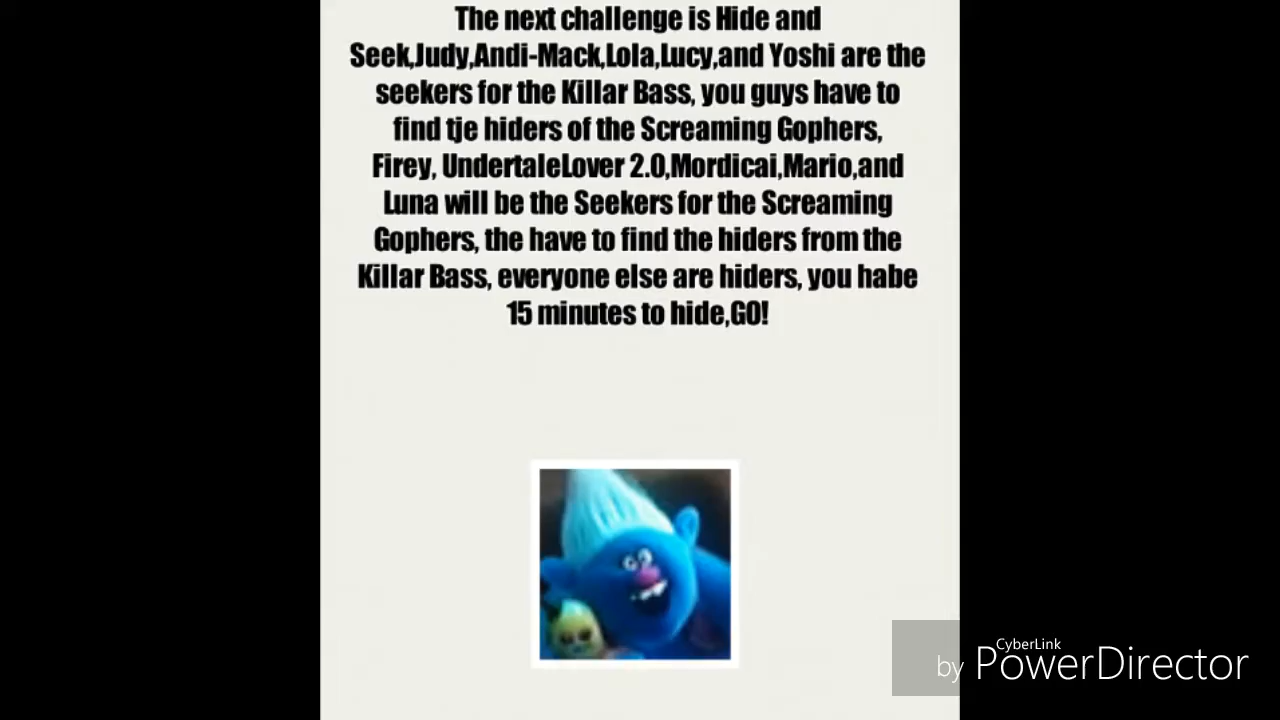 The next challenge is Hide and
Seek,Judy,Andi-Mack,Lola,Lucy,and Yoshi are the
seekers for the Killar Bass, you guys have to
find tje hiders of the Screaming Gophers,
Firey, UndertaleLover 2.0,Mordicai,Mario,and
Luna will be the Seekers for the Screaming
Gophers, the have to find the hiders from the
Killar Bass, everyone else are hiders, you habe
15 minutes to hide,GO!
CyberLink
by PowerDirector